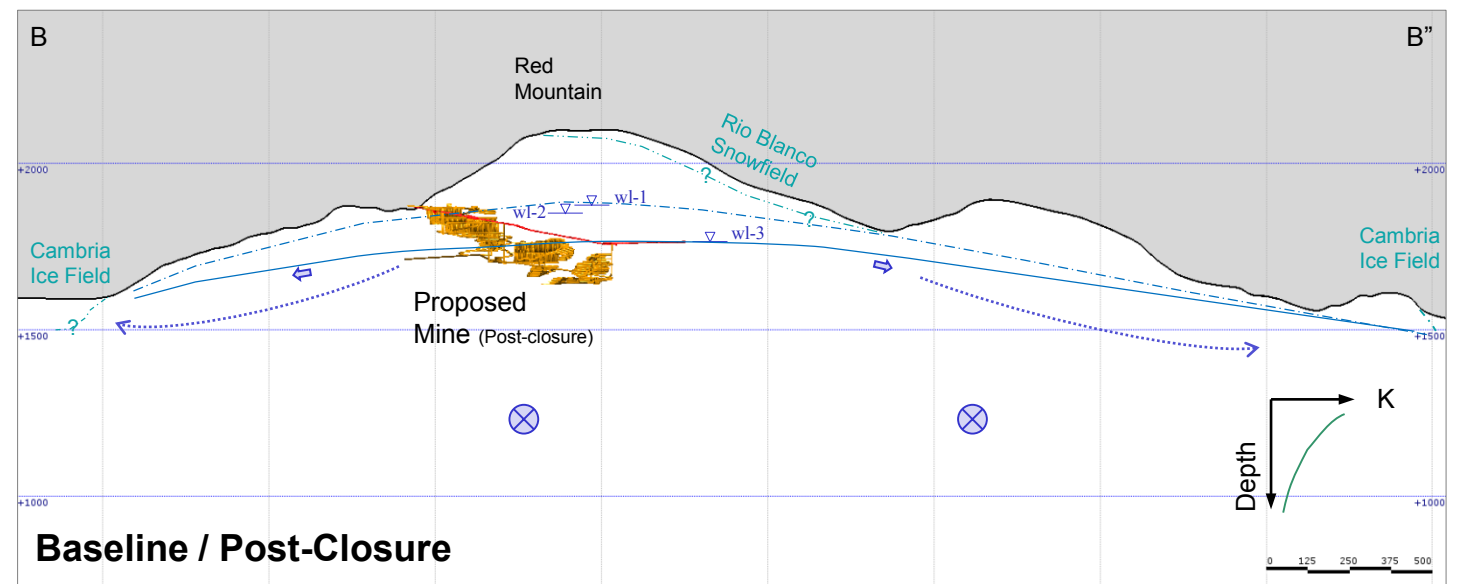 B
B”
Red
Mountain
Rio Blanco
Snowfield
?
?
+2000
+2000
wl-1
wl-2
wl-3
Cambria
Ice Field
?
Cambria
Ice Field
?
Proposed
Mine (Post-closure)
+1500
+1500
K
Depth
+1000
+1000
Baseline / Post-Closure
0 125 250 375 500